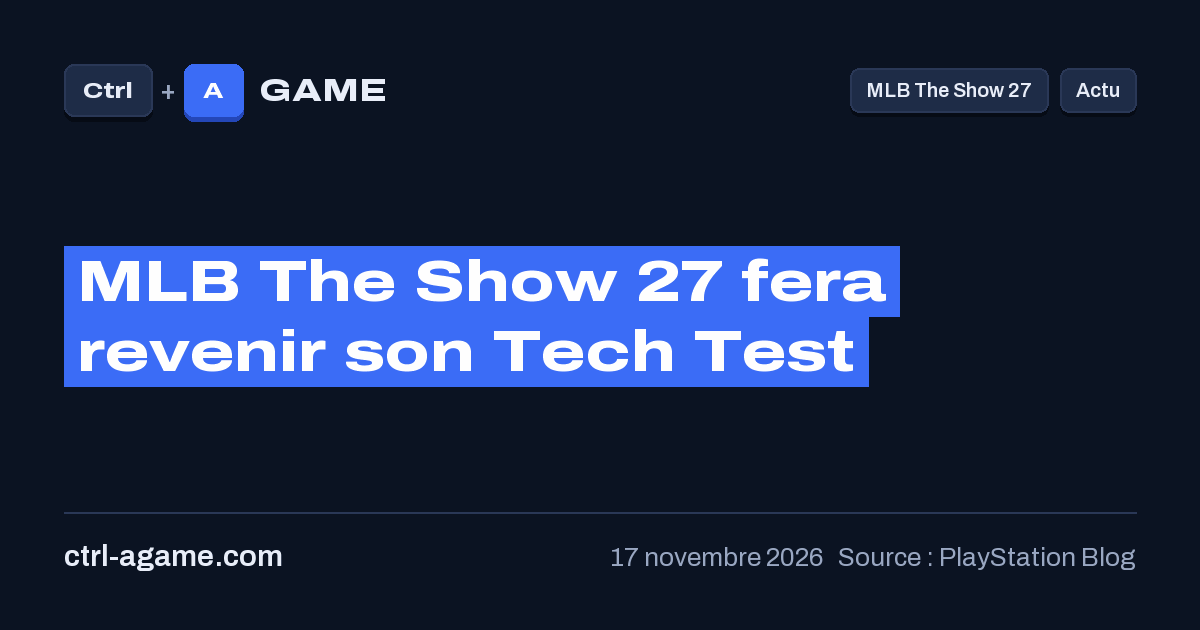 Ctrl + A GAME
MLB The Show 27 Actu
MLB The Show 27 fera
revenir son Tech Test
ctrl-agame.com
17 novembre 2026 Source : PlayStation Blog